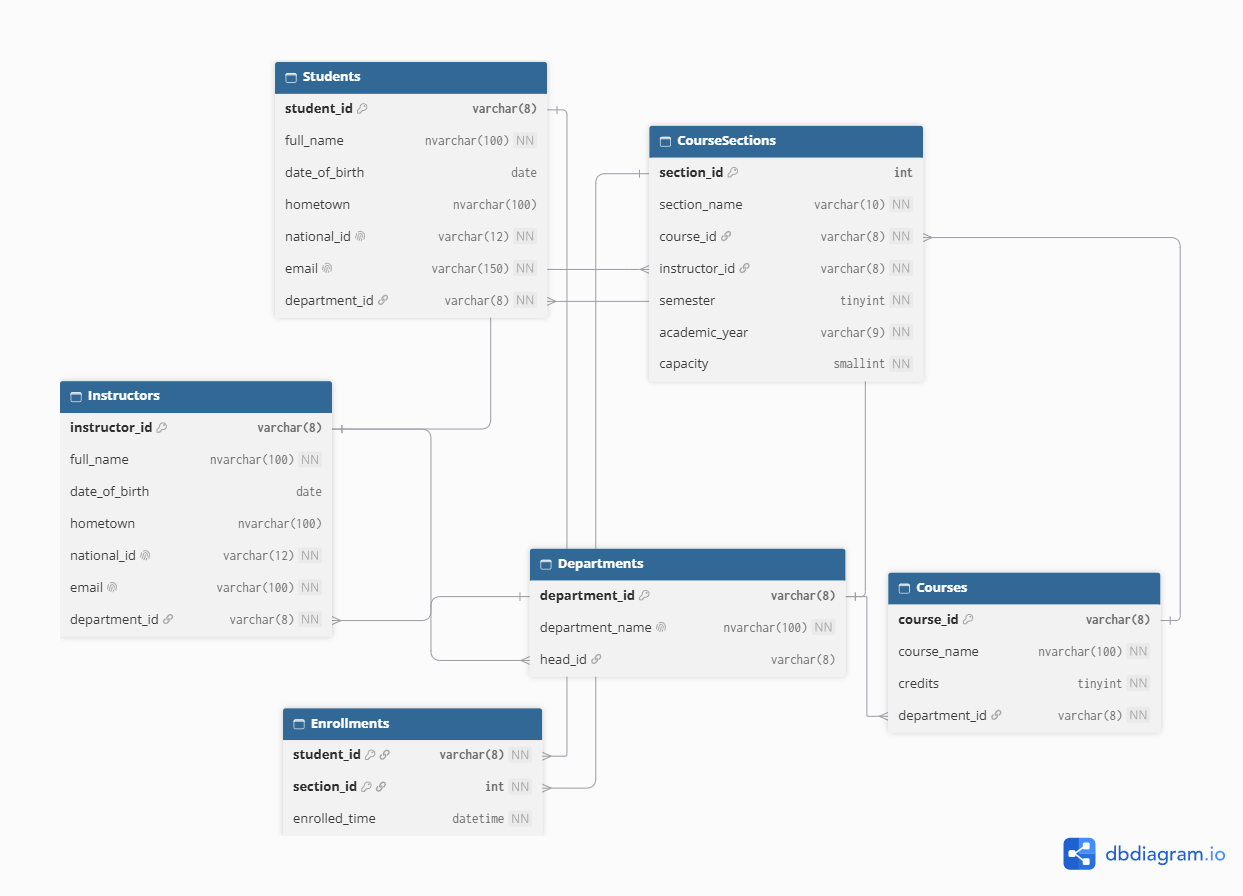 Students
student_id varchar(8)
full_name nvarchar(100) NN
date_of_birth date
hometown nvarchar(100)
national_id varchar(12) NN
email varchar(150) NN
department_id varchar(8) NN
CourseSections
section_id int
section_name varchar(10) NN
course_id varchar(8) NN
instructor_id varchar(8) NN
semester tinyint NN
academic_year varchar(9) NN
capacity smallint NN
Instructors
instructor_id varchar(8)
full_name nvarchar(100) NN
date_of_birth date
hometown nvarchar(100)
national_id varchar(12) NN
email varchar(100) NN
department_id varchar(8) NN
Departments
department_id varchar(8)
department_name nvarchar(100) NN
head_id varchar(8)
Courses
course_id varchar(8)
course_name nvarchar(100) NN
credits tinyint NN
department_id varchar(8) NN
Enrollments
student_id varchar(8) NN
section_id int NN
enrolled_time datetime NN
dbdiagram.io